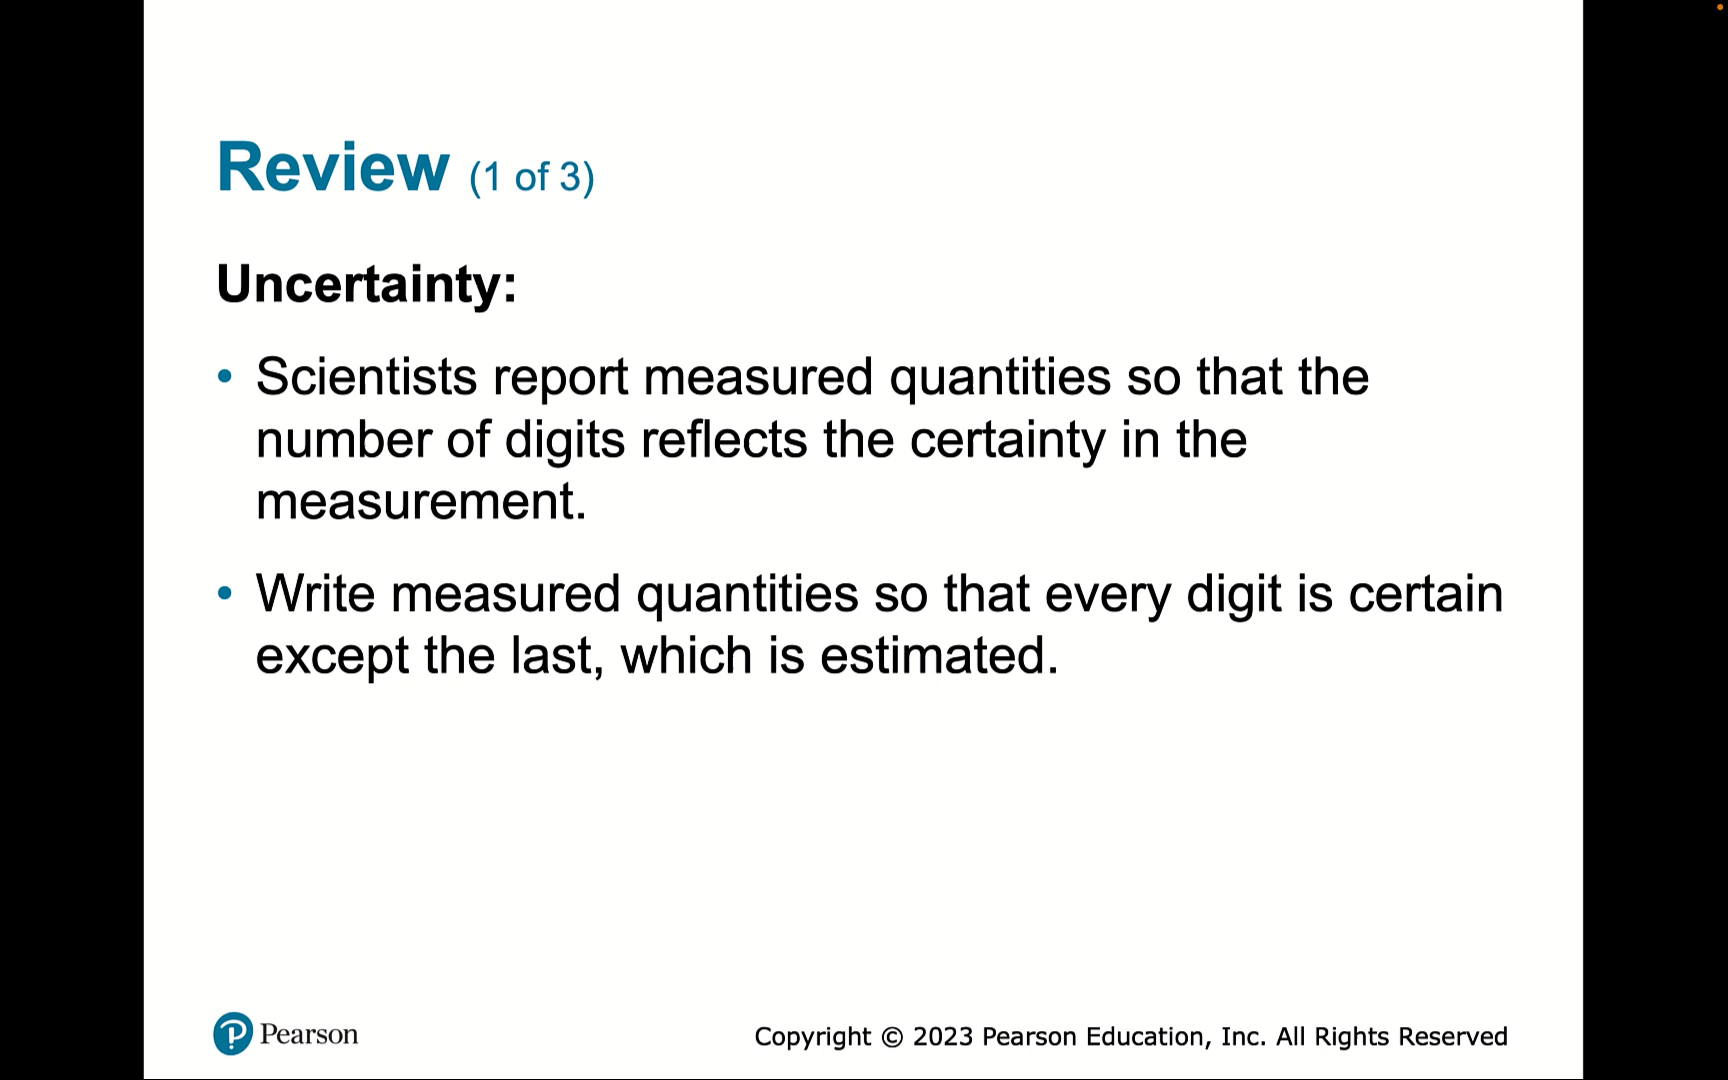 Review (1 of 3)
Uncertainty:
• Scientists report measured quantities so that the
number of digits reflects the certainty in the
measurement.
• Write measured quantities so that every digit is certain
except the last, which is estimated.
Pearson
Copyright © 2023 Pearson Education, Inc. All Rights Reserved